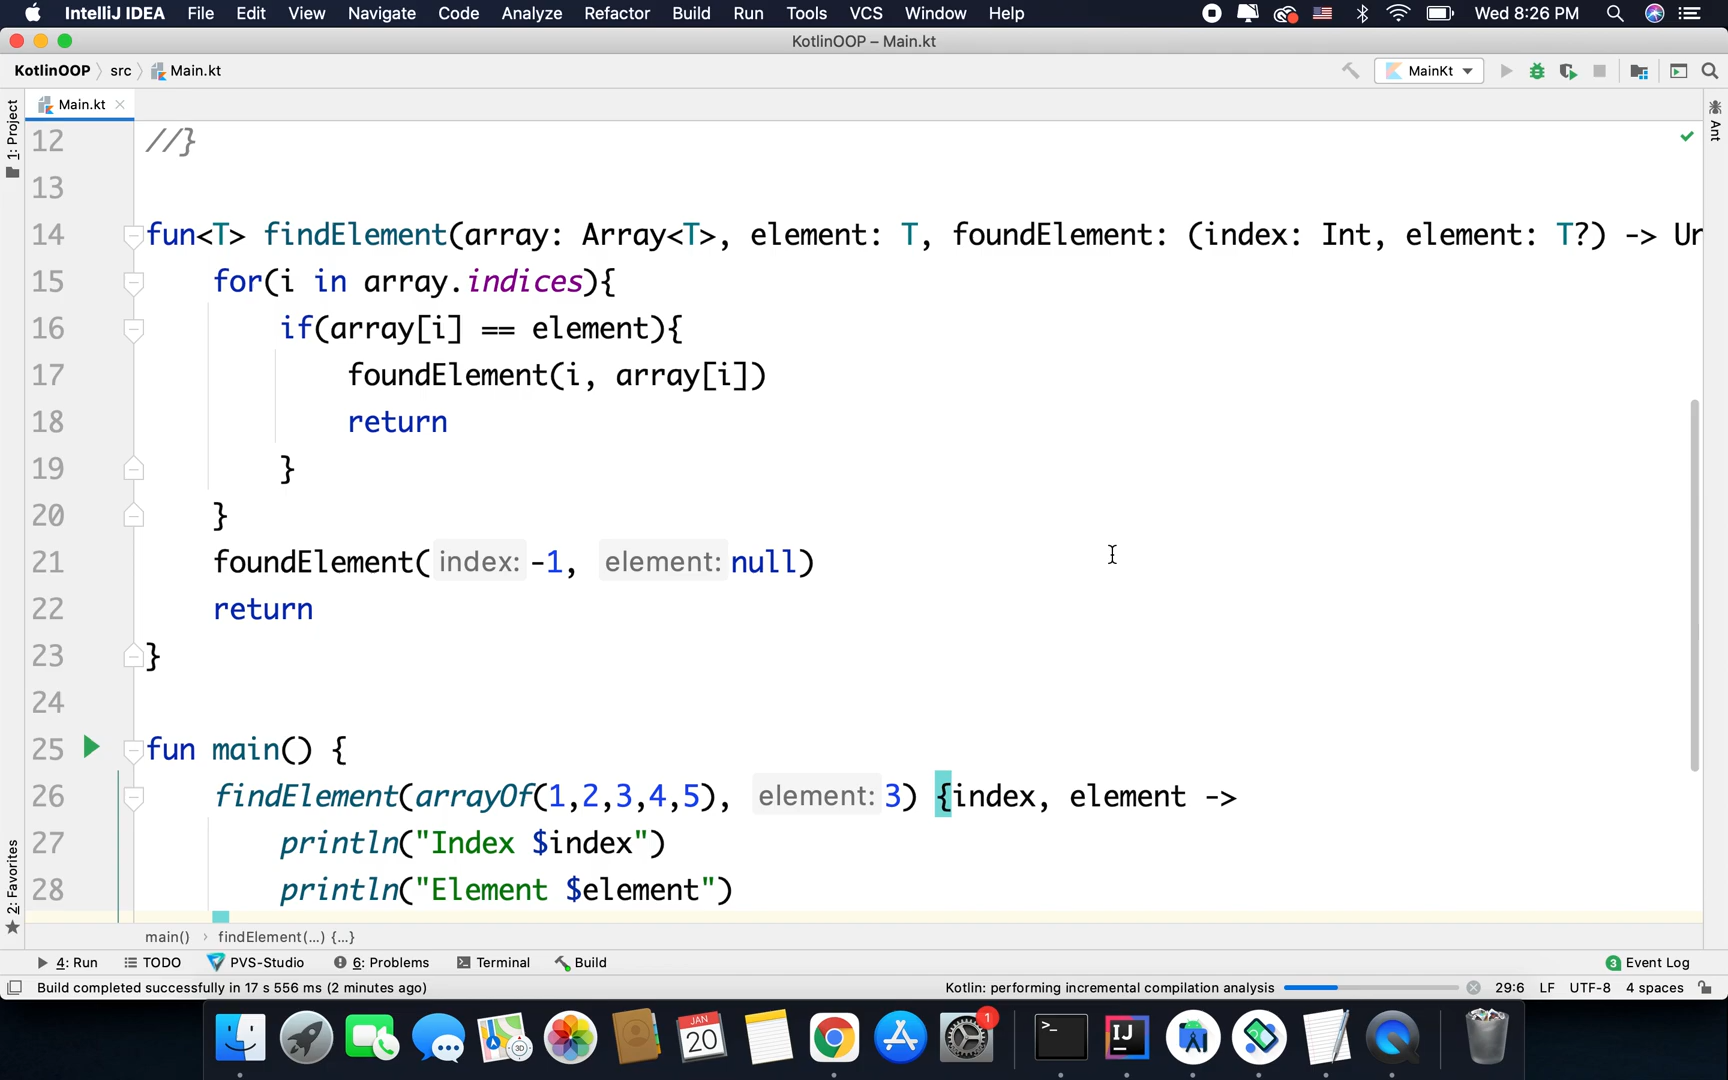 IntelliJ IDEA File Edit View Navigate Code Analyze Refactor Build Run Tools VCS Window Help Wed 8:26 PM
KotlinOOP – Main.kt
KotlinOOP src Main.kt MainKt
1: Project
Main.kt
Ant
12 //}
13
14 fun<T> findElement(array: Array<T>, element: T, foundElement: (index: Int, element: T?) -> Ur
15 for(i in array.indices){
16 if(array[i] == element){
17 foundElement(i, array[i])
18 return
19 }
20 }
21 foundElement( index: -1, element: null)
22 return
23 }
24
25 fun main() {
26 findElement(arrayOf(1,2,3,4,5), element: 3) {index, element ->
27 println("Index $index")
28 println("Element $element")
2: Favorites
main() › findElement(...) {...}
4: Run TODO PVS-Studio 6: Problems Terminal Build 3 Event Log
Build completed successfully in 17 s 556 ms (2 minutes ago) Kotlin: performing incremental compilation analysis 29:6 LF UTF-8 4 spaces
JAN
20
3D
>_
IJ
1